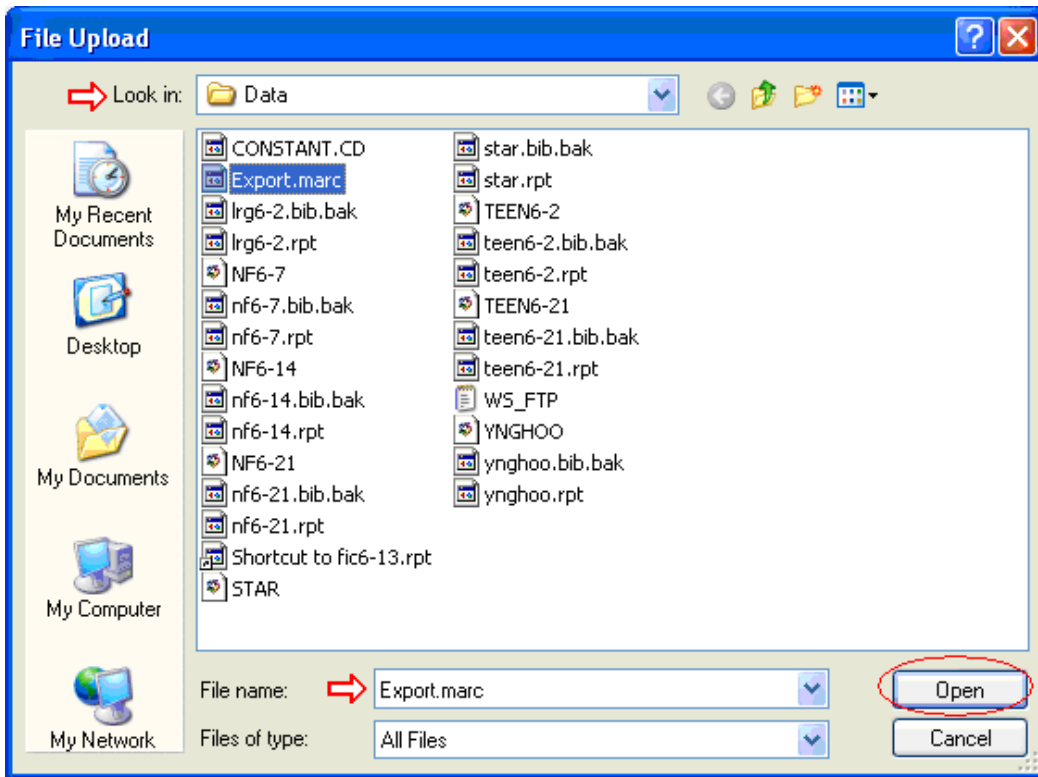 File Upload
Look in: Data
My Recent
Documents
Desktop
My Documents
My Computer
My Network
CONSTANT.CD
Export.marc
lrg6-2.bib.bak
lrg6-2.rpt
NF6-7
nf6-7.bib.bak
nf6-7.rpt
NF6-14
nf6-14.bib.bak
nf6-14.rpt
NF6-21
nf6-21.bib.bak
nf6-21.rpt
Shortcut to fic6-13.rpt
STAR
star.bib.bak
star.rpt
TEEN6-2
teen6-2.bib.bak
teen6-2.rpt
TEEN6-21
teen6-21.bib.bak
teen6-21.rpt
WS_FTP
YNGHOO
ynghoo.bib.bak
ynghoo.rpt
File name: Export.marc Open
Files of type: All Files Cancel